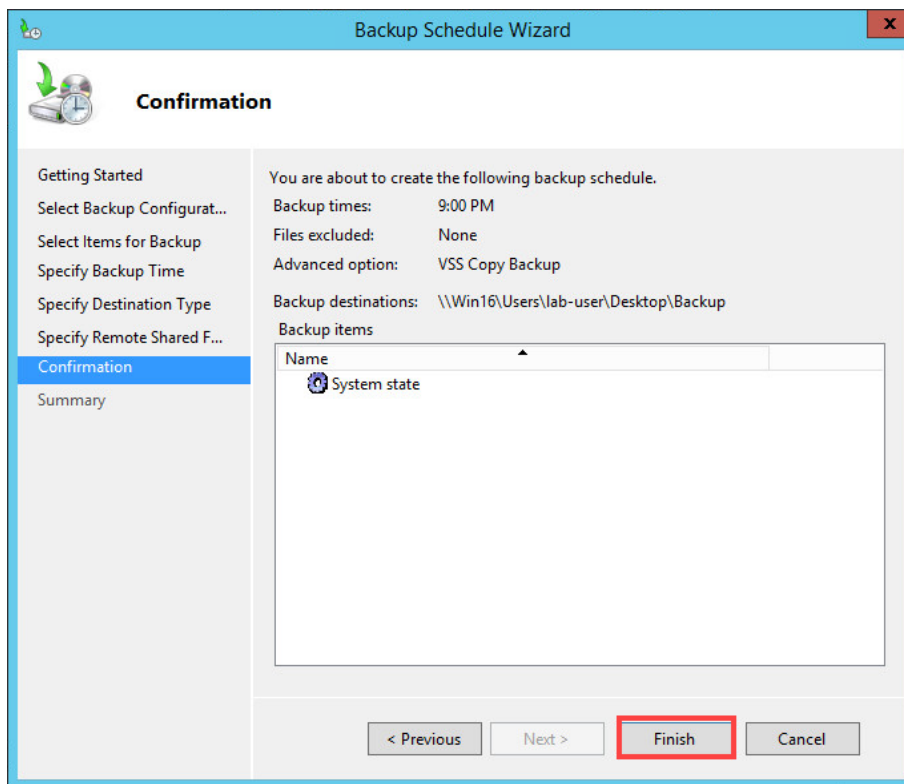 Backup Schedule Wizard
x
Confirmation
Getting Started
Select Backup Configurat...
Select Items for Backup
Specify Backup Time
Specify Destination Type
Specify Remote Shared F...
Confirmation
Summary
You are about to create the following backup schedule.
Backup times: 9:00 PM
Files excluded: None
Advanced option: VSS Copy Backup
Backup destinations: \\Win16\Users\lab-user\Desktop\Backup
Backup items
Name
System state
< Previous Next > Finish Cancel